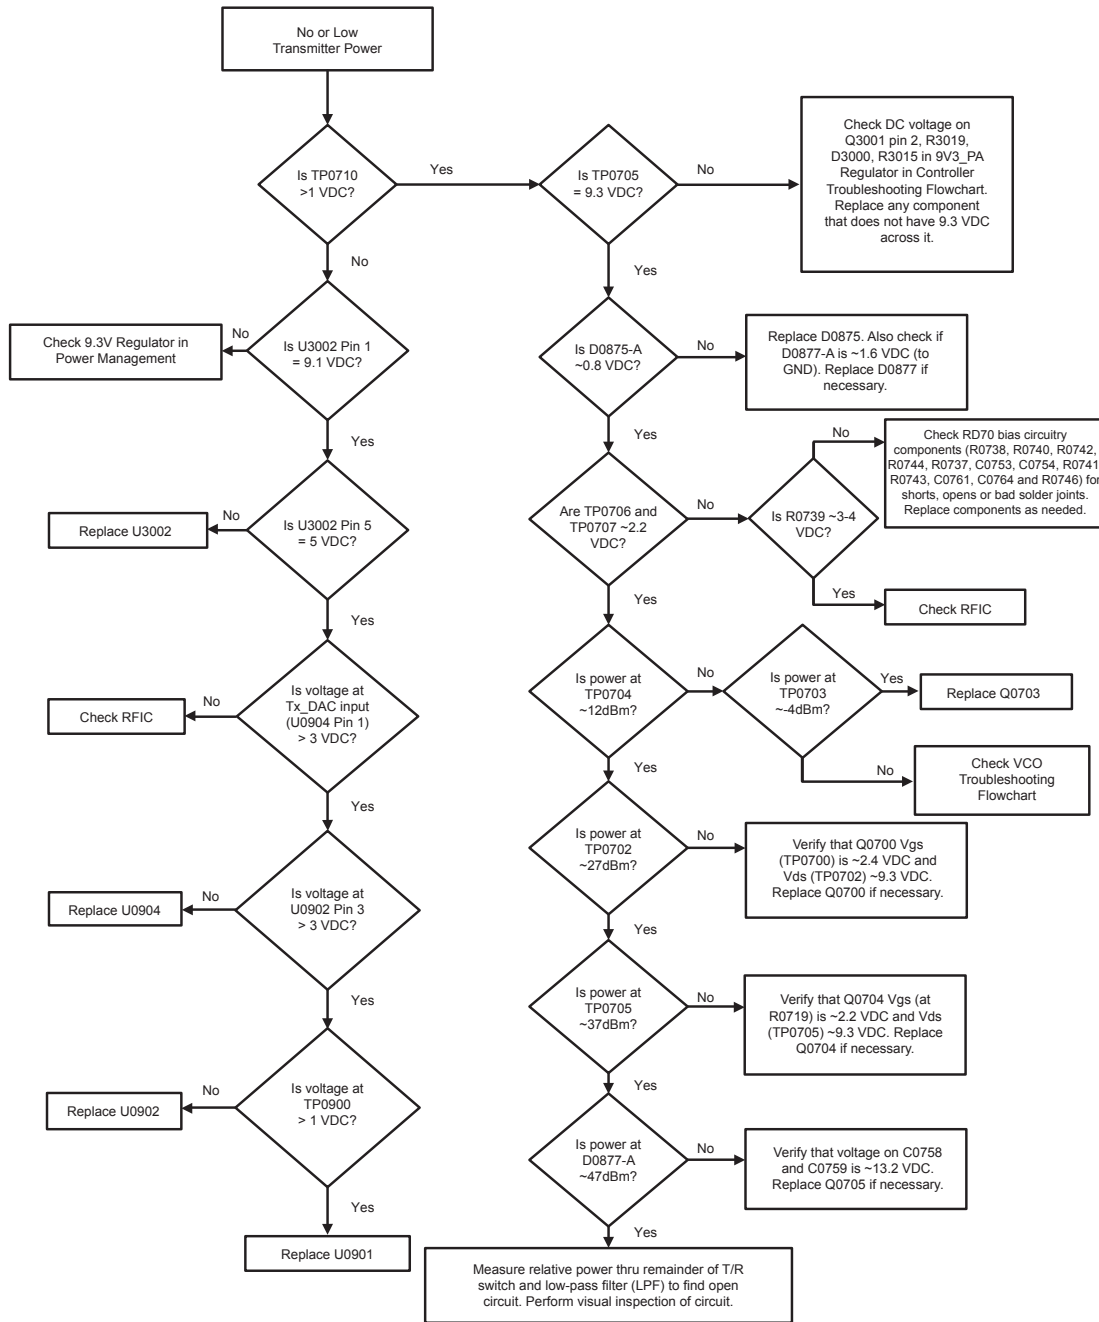 No or Low
Transmitter Power
Is TP0710
>1 VDC?
Yes
No
Is TP0705
= 9.3 VDC?
No
Yes
Check DC voltage on
Q3001 pin 2, R3019,
D3000, R3015 in 9V3_PA
Regulator in Controller
Troubleshooting Flowchart.
Replace any component
that does not have 9.3 VDC
across it.
Is U3002 Pin 1
= 9.1 VDC?
No
Yes
Check 9.3V Regulator in
Power Management
Is D0875-A
~0.8 VDC?
No
Yes
Replace D0875. Also check if
D0877-A is ~1.6 VDC (to
GND). Replace D0877 if
necessary.
Is U3002 Pin 5
= 5 VDC?
No
Yes
Replace U3002
Are TP0706 and
TP0707 ~2.2
VDC?
No
Yes
Is R0739 ~3-4
VDC?
No
Yes
Check RD70 bias circuitry
components (R0738, R0740, R0742,
R0744, R0737, C0753, C0754, R0741,
R0743, C0761, C0764 and R0746) for
shorts, opens or bad solder joints.
Replace components as needed.
Check RFIC
Is voltage at
Tx_DAC input
(U0904 Pin 1)
> 3 VDC?
No
Yes
Check RFIC
Is power at
TP0704
~12dBm?
No
Yes
Is power at
TP0703
~-4dBm?
Yes
No
Replace Q0703
Check VCO
Troubleshooting
Flowchart
Is voltage at
U0902 Pin 3
> 3 VDC?
No
Yes
Replace U0904
Is power at
TP0702
~27dBm?
No
Yes
Verify that Q0700 Vgs
(TP0700) is ~2.4 VDC and
Vds (TP0702) ~9.3 VDC.
Replace Q0700 if necessary.
Is power at
TP0705
~37dBm?
No
Yes
Verify that Q0704 Vgs (at
R0719) is ~2.2 VDC and Vds
(TP0705) ~9.3 VDC. Replace
Q0704 if necessary.
Is voltage at
TP0900
> 1 VDC?
No
Yes
Replace U0902
Replace U0901
Is power at
D0877-A
~47dBm?
No
Yes
Verify that voltage on C0758
and C0759 is ~13.2 VDC.
Replace Q0705 if necessary.
Measure relative power thru remainder of T/R
switch and low-pass filter (LPF) to find open
circuit. Perform visual inspection of circuit.